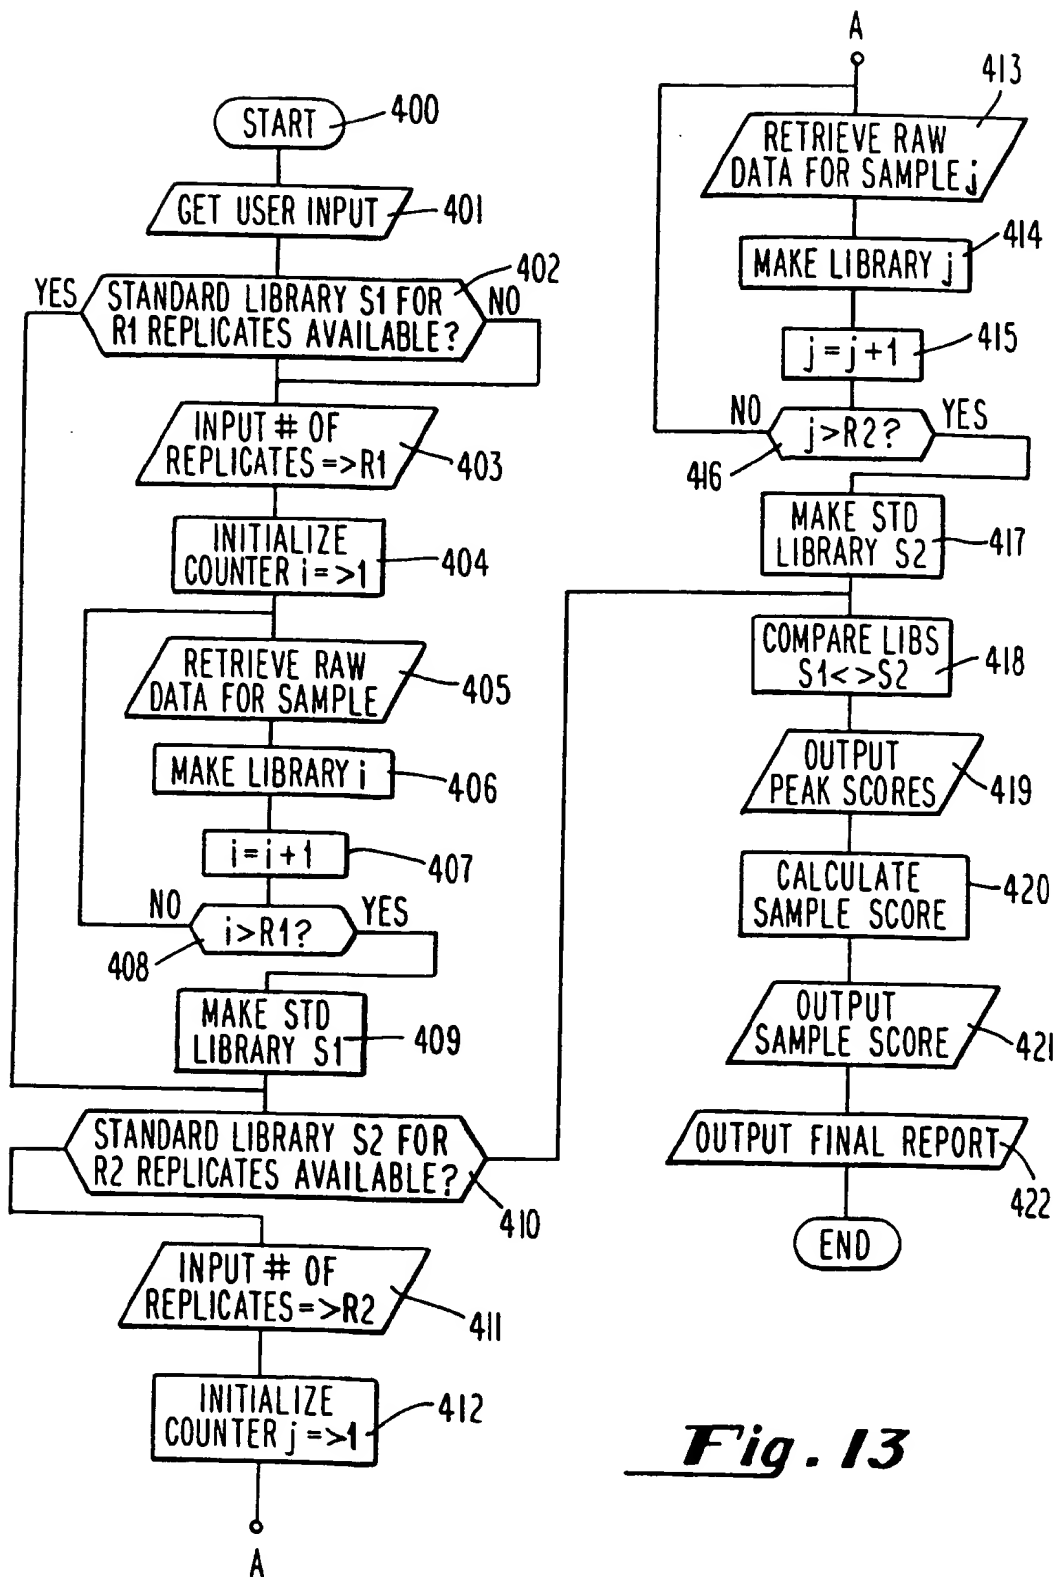 START
400
GET USER INPUT
401
402
YES
STANDARD LIBRARY S1 FOR
R1 REPLICATES AVAILABLE?
NO
INPUT # OF
REPLICATES =>R1
403
INITIALIZE
COUNTER i =>1
404
RETRIEVE RAW
DATA FOR SAMPLE
405
MAKE LIBRARY i
406
i=i+1
407
NO
i>R1?
YES
408
MAKE STD
LIBRARY S1
409
STANDARD LIBRARY S2 FOR
R2 REPLICATES AVAILABLE?
410
INPUT # OF
REPLICATES =>R2
411
INITIALIZE
COUNTER j =>1
412
A
A
413
RETRIEVE RAW
DATA FOR SAMPLE j
414
MAKE LIBRARY j
j=j+1
415
NO
j>R2?
YES
416
MAKE STD
LIBRARY S2
417
COMPARE LIBS
S1<>S2
418
OUTPUT
PEAK SCORES
419
CALCULATE
SAMPLE SCORE
420
OUTPUT
SAMPLE SCORE
421
OUTPUT FINAL REPORT
422
END
Fig. 13